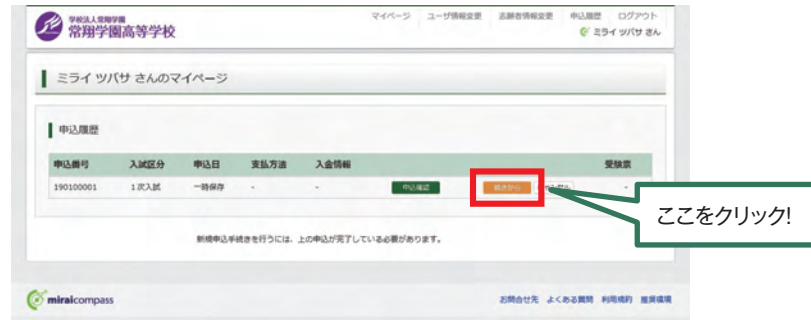 学校法人常翔学園
常翔学園高等学校
マイページ ユーザ情報変更 志願者情報変更 申込履歴 ログアウト
ミライ ツバサ さん
ミライ ツバサ さんのマイページ
申込履歴
申込番号 入試区分 申込日 支払方法 入金情報 受験票
190100001 1次入試 一時保存 - - 申込確認 続きから キャンセル -
ここをクリック!
新規申込手続きを行うには、上の申込が完了している必要があります。
miraicompass
お問合せ先 よくある質問 利用規約 推奨環境